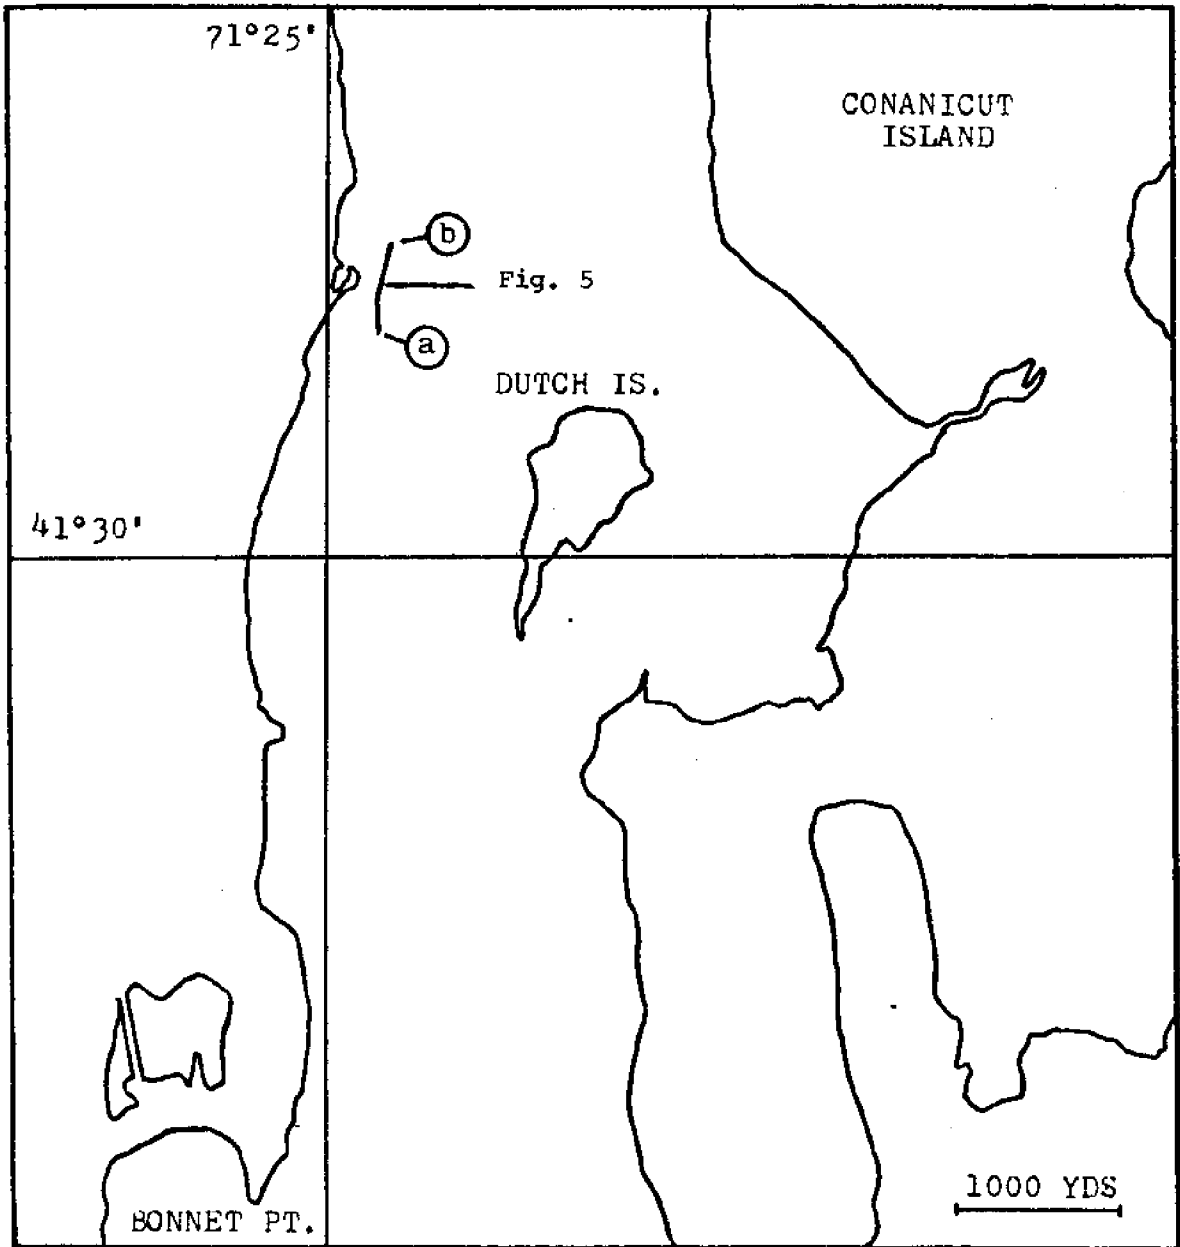 71°25'
CONANICUT
ISLAND
b
Fig. 5
a
DUTCH IS.
41°30'
1000 YDS
BONNET PT.